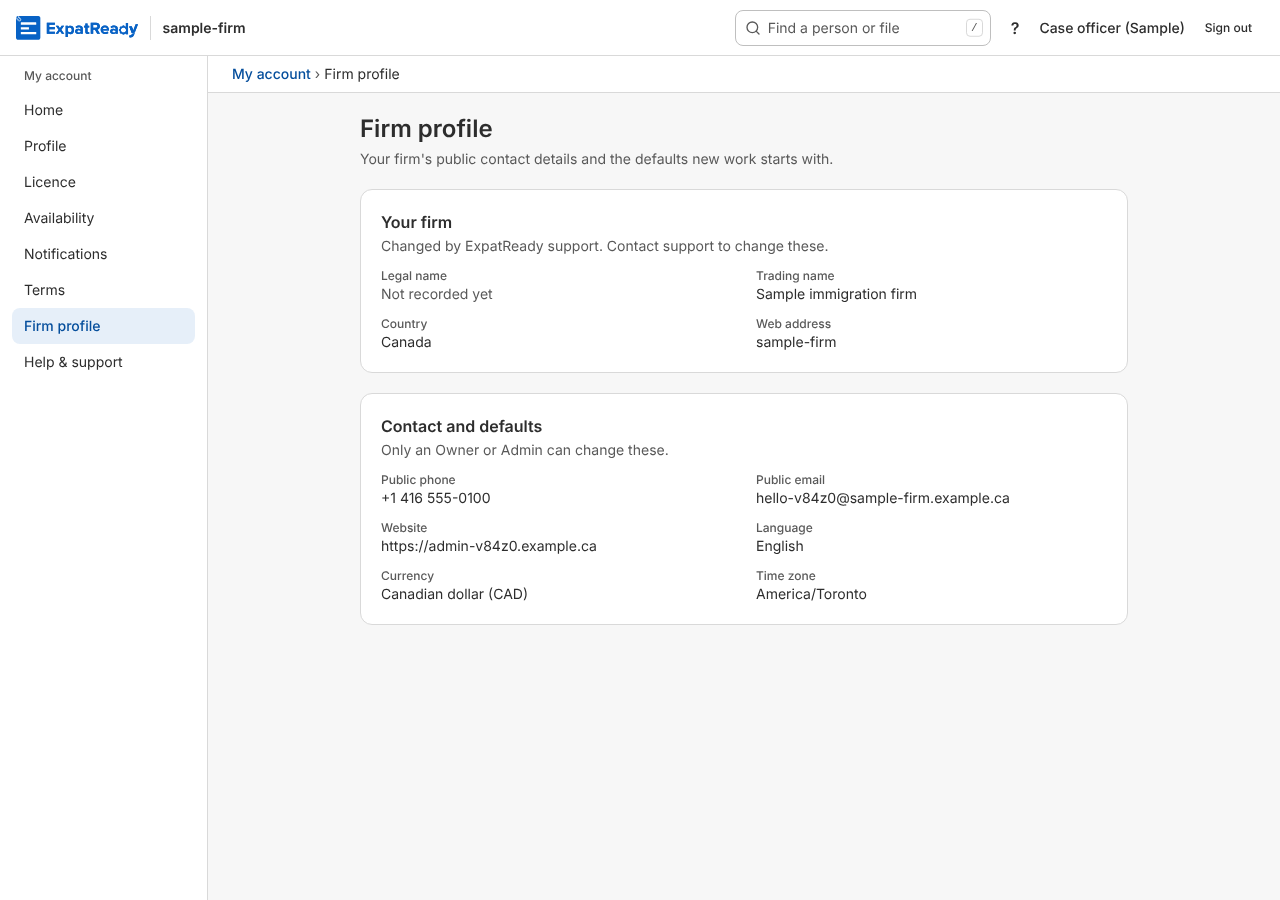 ExpatReady
sample-firm
Find a person or file
/
?
Case officer (Sample)
Sign out
My account
Home
Profile
Licence
Availability
Notifications
Terms
Firm profile
Help & support
My account › Firm profile
Firm profile
Your firm's public contact details and the defaults new work starts with.
Your firm
Changed by ExpatReady support. Contact support to change these.
Legal name
Not recorded yet
Trading name
Sample immigration firm
Country
Canada
Web address
sample-firm
Contact and defaults
Only an Owner or Admin can change these.
Public phone
+1 416 555-0100
Public email
hello-v84z0@sample-firm.example.ca
Website
https://admin-v84z0.example.ca
Language
English
Currency
Canadian dollar (CAD)
Time zone
America/Toronto